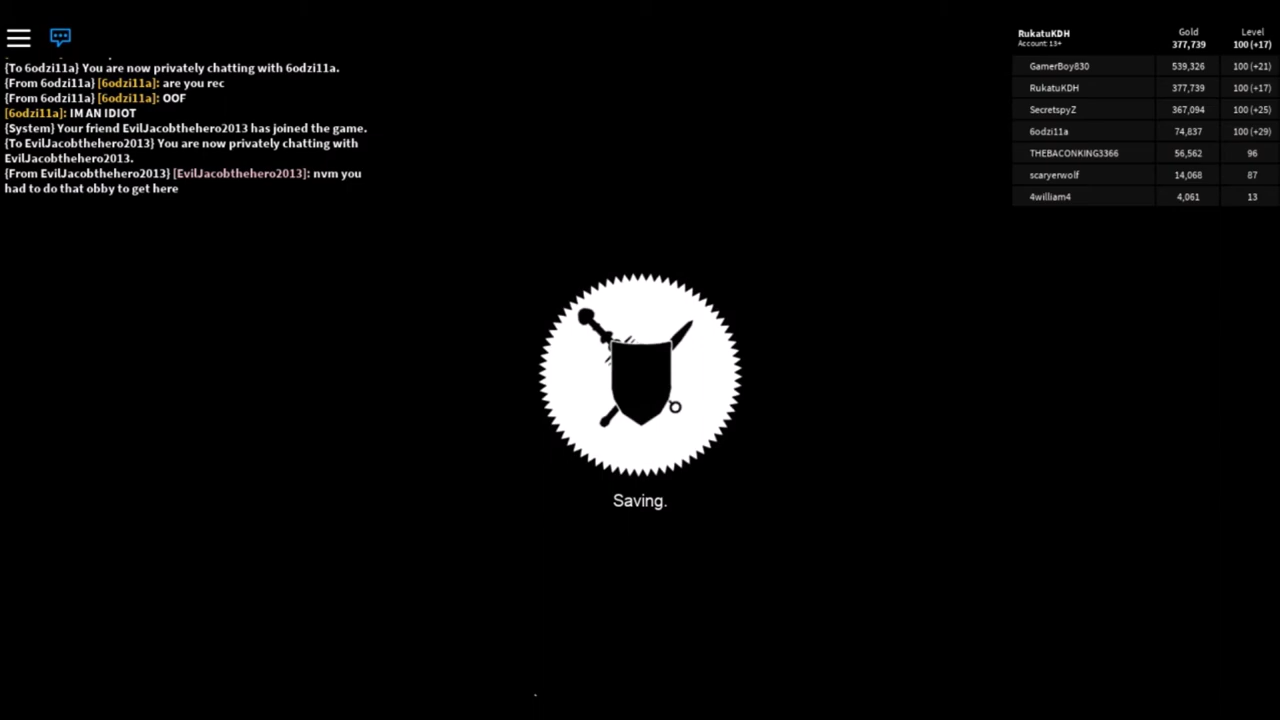 {To 6odzi11a} You are now privately chatting with 6odzi11a.
{From 6odzi11a} [6odzi11a]: are you rec
{From 6odzi11a} [6odzi11a]: OOF
[6odzi11a]: IM AN IDIOT
{System} Your friend EvilJacobthehero2013 has joined the game.
{To EvilJacobthehero2013} You are now privately chatting with
EvilJacobthehero2013.
{From EvilJacobthehero2013} [EvilJacobthehero2013]: nvm you
had to do that obby to get here
RukatuKDH Gold Level
Account: 13+ 377,739 100 (+17)
GamerBoy830 539,326 100 (+21)
RukatuKDH 377,739 100 (+17)
SecretspyZ 367,094 100 (+25)
6odzi11a 74,837 100 (+29)
THEBACONKING3366 56,562 96
scaryerwolf 14,068 87
4william4 4,061 13
Saving.